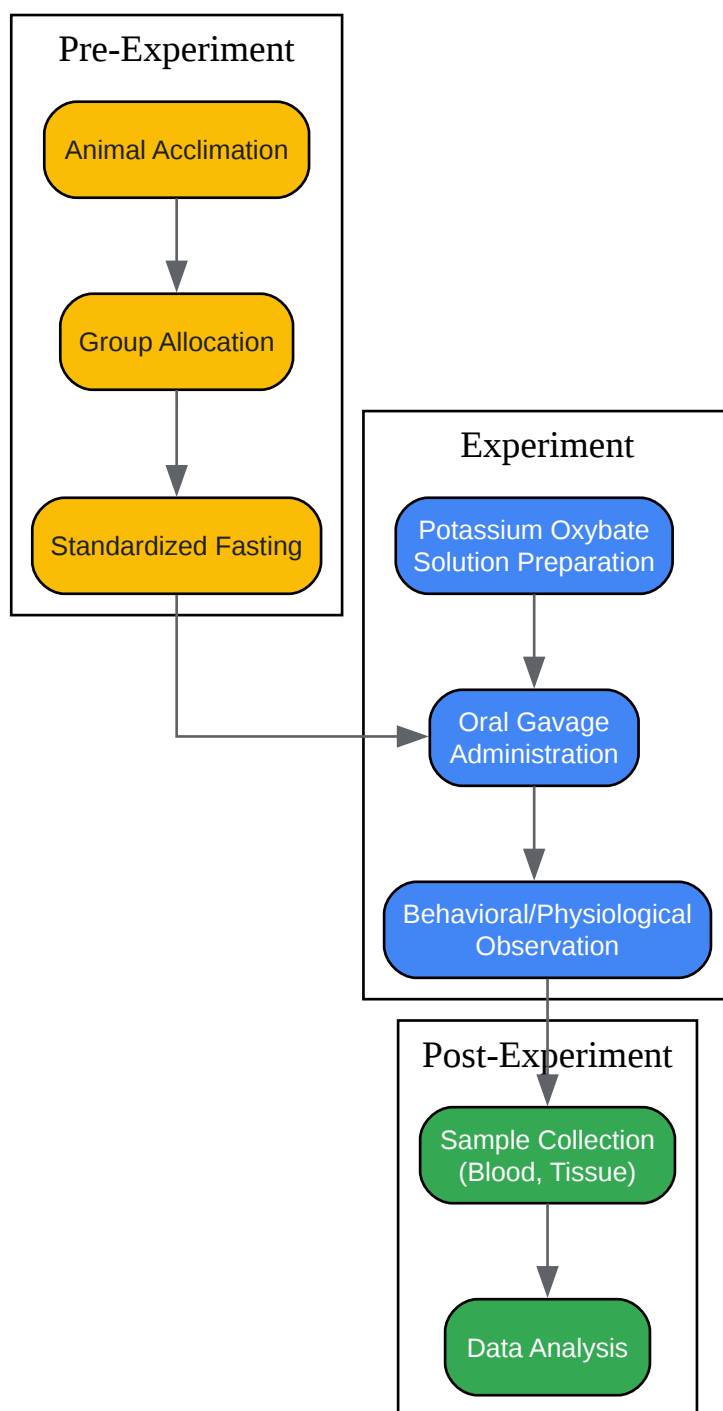 Pre-Experiment
Animal Acclimation
Group Allocation
Standardized Fasting
Experiment
Potassium Oxybate
Solution Preparation
Oral Gavage
Administration
Behavioral/Physiological
Observation
Post-Experiment
Sample Collection
(Blood, Tissue)
Data Analysis